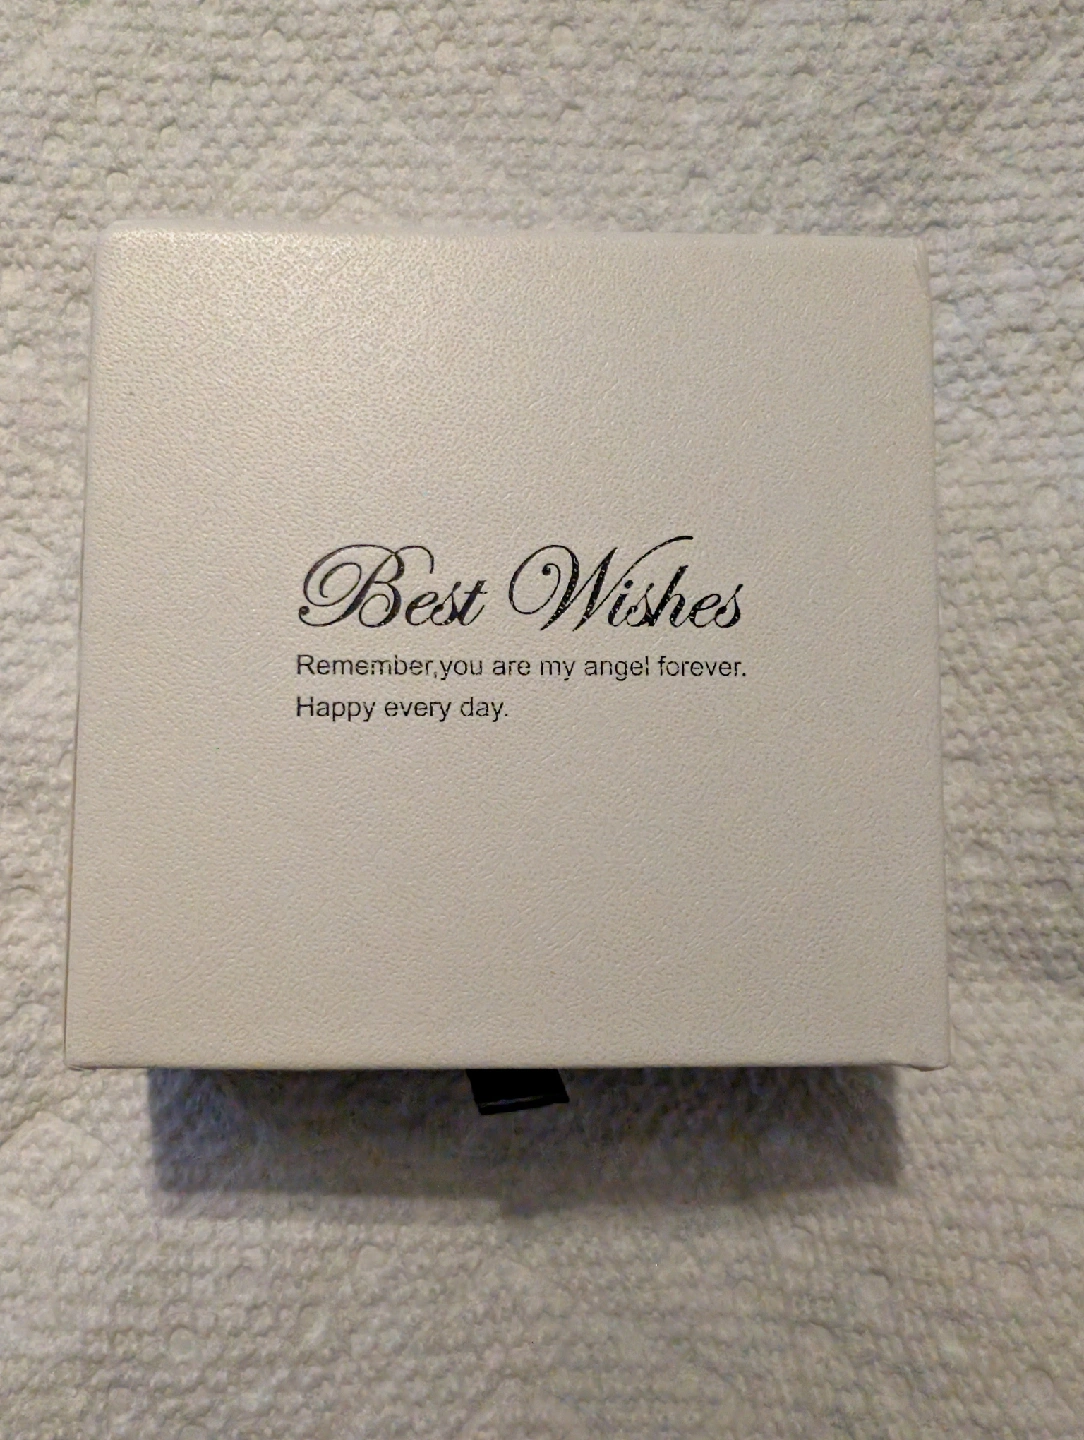 Best Wishes
Remember,you are my angel forever.
Happy every day.